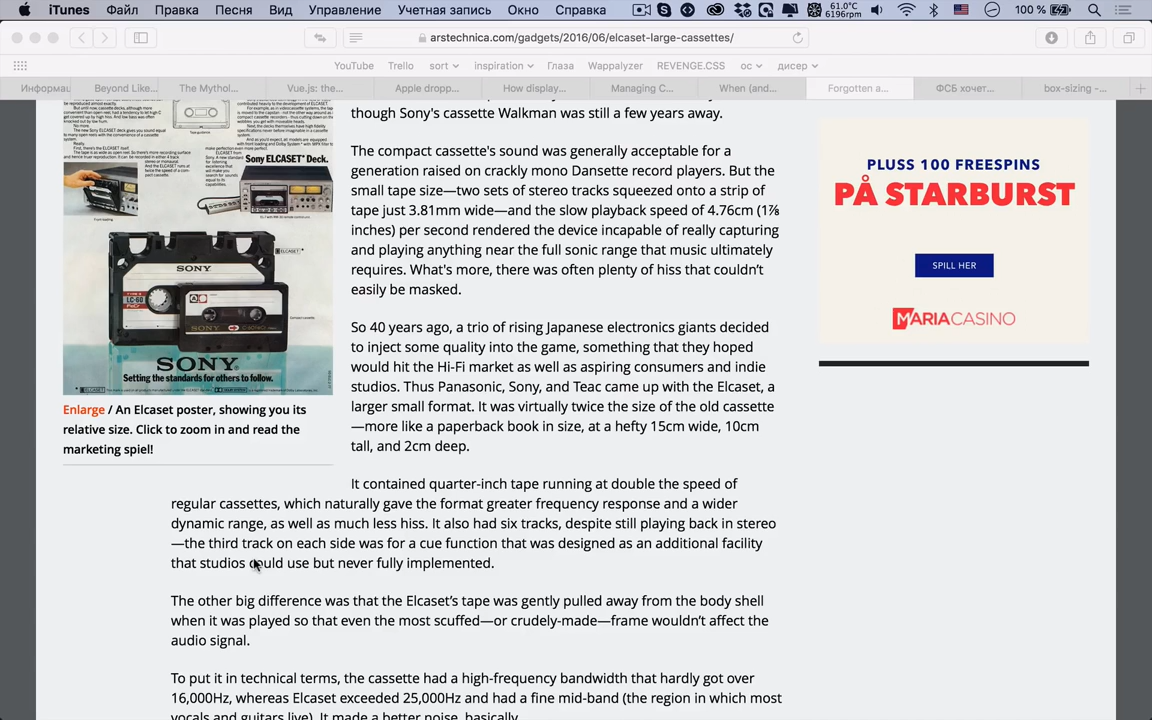 iTunes Файл Правка Песня Вид Управление Учетная запись Окно Справка 61.0°C 6196rpm 100 %
arstechnica.com/gadgets/2016/06/elcaset-large-cassettes/
YouTube Trello sort inspiration Глаза Wappalyzer REVENGE.CSS ос дисер
Информац Beyond Like... The Mythol... Vue.js: the... Apple dropp... How display... Managing C... When (and... Forgotten a... ФСБ хочет... box-sizing -...
though Sony's cassette Walkman was still a few years away.
The compact cassette's sound was generally acceptable for a
generation raised on crackly mono Dansette record players. But the
small tape size—two sets of stereo tracks squeezed onto a strip of
tape just 3.81mm wide—and the slow playback speed of 4.76cm (1⅞
inches) per second rendered the device incapable of really capturing
and playing anything near the full sonic range that music ultimately
requires. What's more, there was often plenty of hiss that couldn't
easily be masked.
So 40 years ago, a trio of rising Japanese electronics giants decided
to inject some quality into the game, something that they hoped
would hit the Hi-Fi market as well as aspiring consumers and indie
studios. Thus Panasonic, Sony, and Teac came up with the Elcaset, a
larger small format. It was virtually twice the size of the old cassette
—more like a paperback book in size, at a hefty 15cm wide, 10cm
tall, and 2cm deep.
Sony ELCASET Deck.
SONY
LC-60
SONY
SONY
Setting the standards for others to follow.
Enlarge / An Elcaset poster, showing you its
relative size. Click to zoom in and read the
marketing spiel!
It contained quarter-inch tape running at double the speed of
regular cassettes, which naturally gave the format greater frequency response and a wider
dynamic range, as well as much less hiss. It also had six tracks, despite still playing back in stereo
—the third track on each side was for a cue function that was designed as an additional facility
that studios could use but never fully implemented.
The other big difference was that the Elcaset's tape was gently pulled away from the body shell
when it was played so that even the most scuffed—or crudely-made—frame wouldn't affect the
audio signal.
To put it in technical terms, the cassette had a high-frequency bandwidth that hardly got over
16,000Hz, whereas Elcaset exceeded 25,000Hz and had a fine mid-band (the region in which most
vocals and guitars live). It made a better noise, basically.
PLUSS 100 FREESPINS
PÅ STARBURST
SPILL HER
MARIACASINO